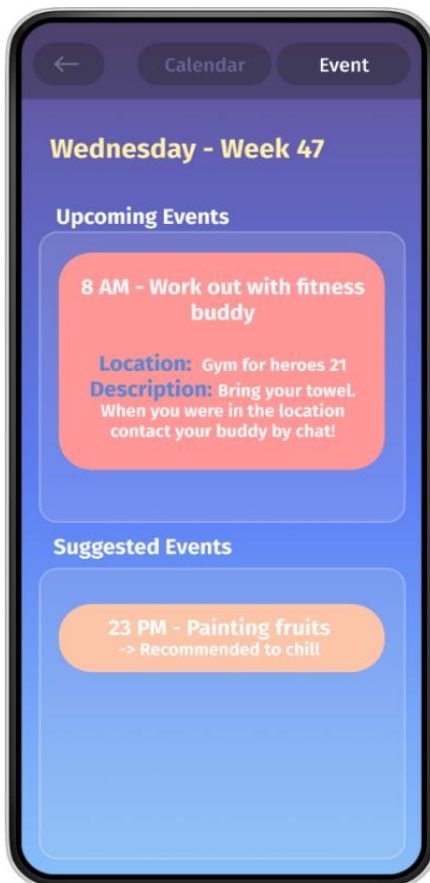 ← Calendar Event
Wednesday - Week 47
Upcoming Events
8 AM - Work out with fitness
buddy
Location: Gym for heroes 21
Description: Bring your towel.
When you were in the location
contact your buddy by chat!
Suggested Events
23 PM - Painting fruits
-> Recommended to chill